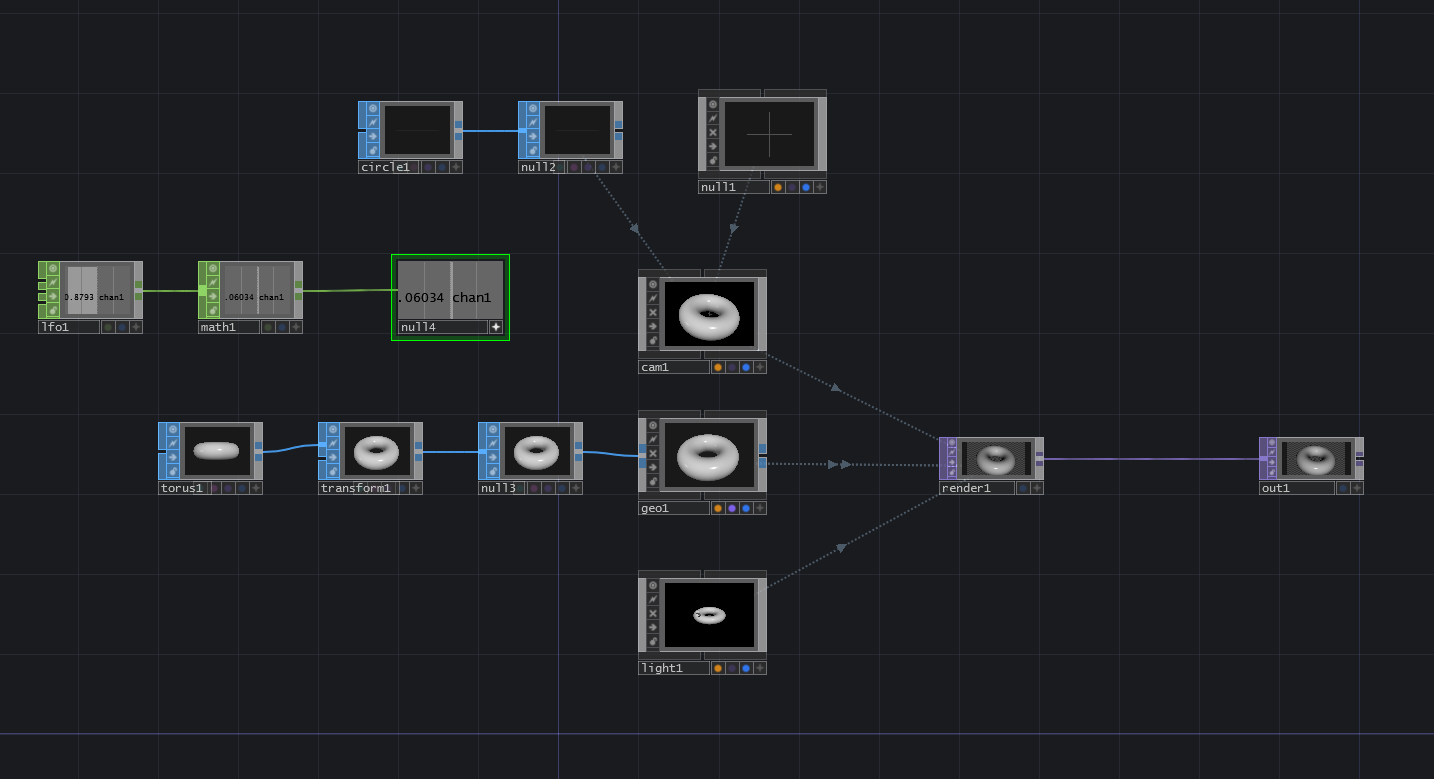 circle1
null2
null1
0.8793 chan1
lfo1
.06034 chan1
math1
.06034 chan1
null4
cam1
torus1
transform1
null3
geo1
render1
out1
light1